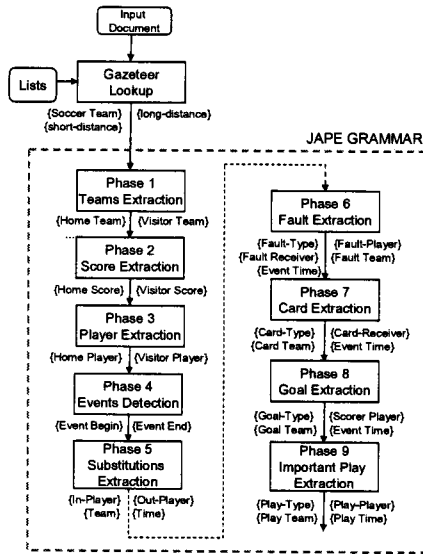 Input
Document
Lists
Gazeteer
Lookup
{Soccer Team} {long-distance}
{short-distance}
JAPE GRAMMAR
Phase 1
Teams Extraction
{Home Team} {Visitor Team}
Phase 2
Score Extraction
{Home Score} {Visitor Score}
Phase 3
Player Extraction
{Home Player} {Visitor Player}
Phase 4
Events Detection
{Event Begin} {Event End}
Phase 5
Substitutions
Extraction
{In-Player} {Out-Player}
{Team} {Time}
Phase 6
Fault Extraction
{Fault-Type} {Fault-Player}
{Fault Receiver} {Fault Team}
{Event Time}
Phase 7
Card Extraction
{Card-Type} {Card-Receiver}
{Card Team} {Event Time}
Phase 8
Goal Extraction
{Goal-Type} {Scorer Player}
{Goal Team} {Event Time}
Phase 9
Important Play
Extraction
{Play-Type} {Play-Player}
{Play Team} {Play Time}